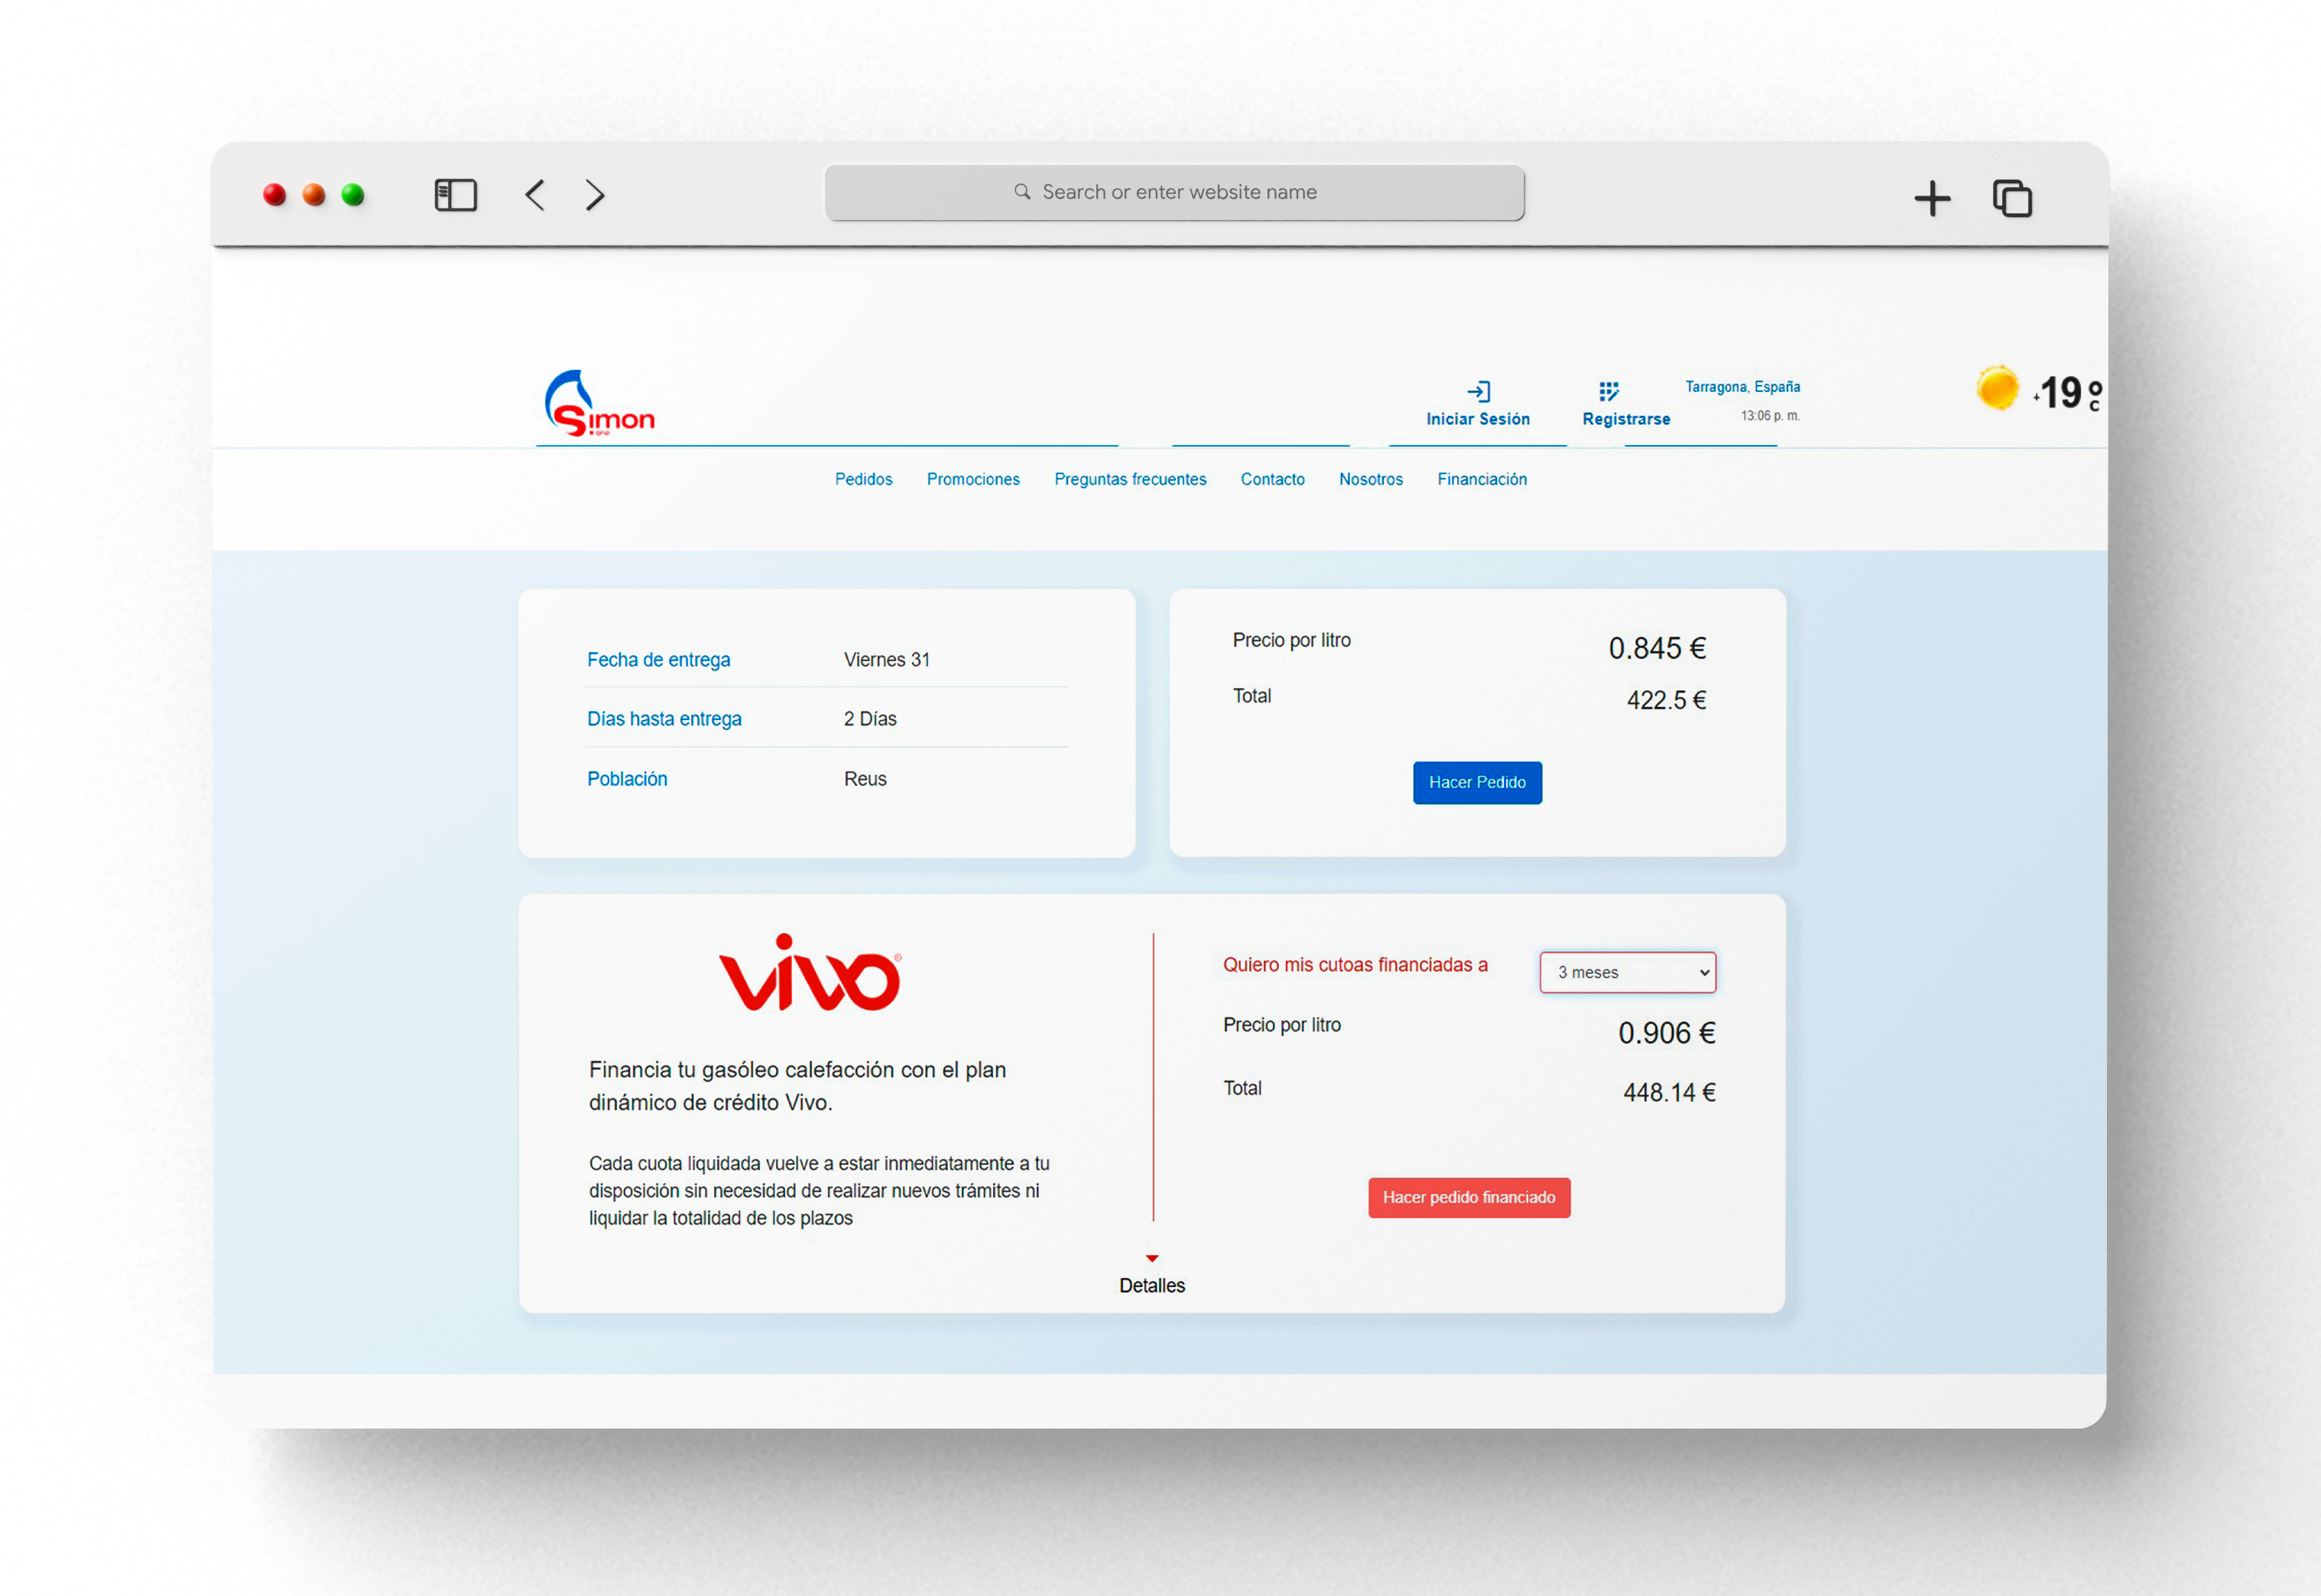 Search or enter website name
Simon
Iniciar Sesión
Registrarse
Tarragona, España
13:06 p. m.
+19 °C
Pedidos Promociones Preguntas frecuentes Contacto Nosotros Financiación
Fecha de entrega Viernes 31
Días hasta entrega 2 Días
Población Reus
Precio por litro 0.845 €
Total 422.5 €
Hacer Pedido
vivo®
Financia tu gasóleo calefacción con el plan
dinámico de crédito Vivo.
Cada cuota liquidada vuelve a estar inmediatamente a tu
disposición sin necesidad de realizar nuevos trámites ni
liquidar la totalidad de los plazos
Quiero mis cutoas financiadas a 3 meses
Precio por litro 0.906 €
Total 448.14 €
Hacer pedido financiado
Detalles